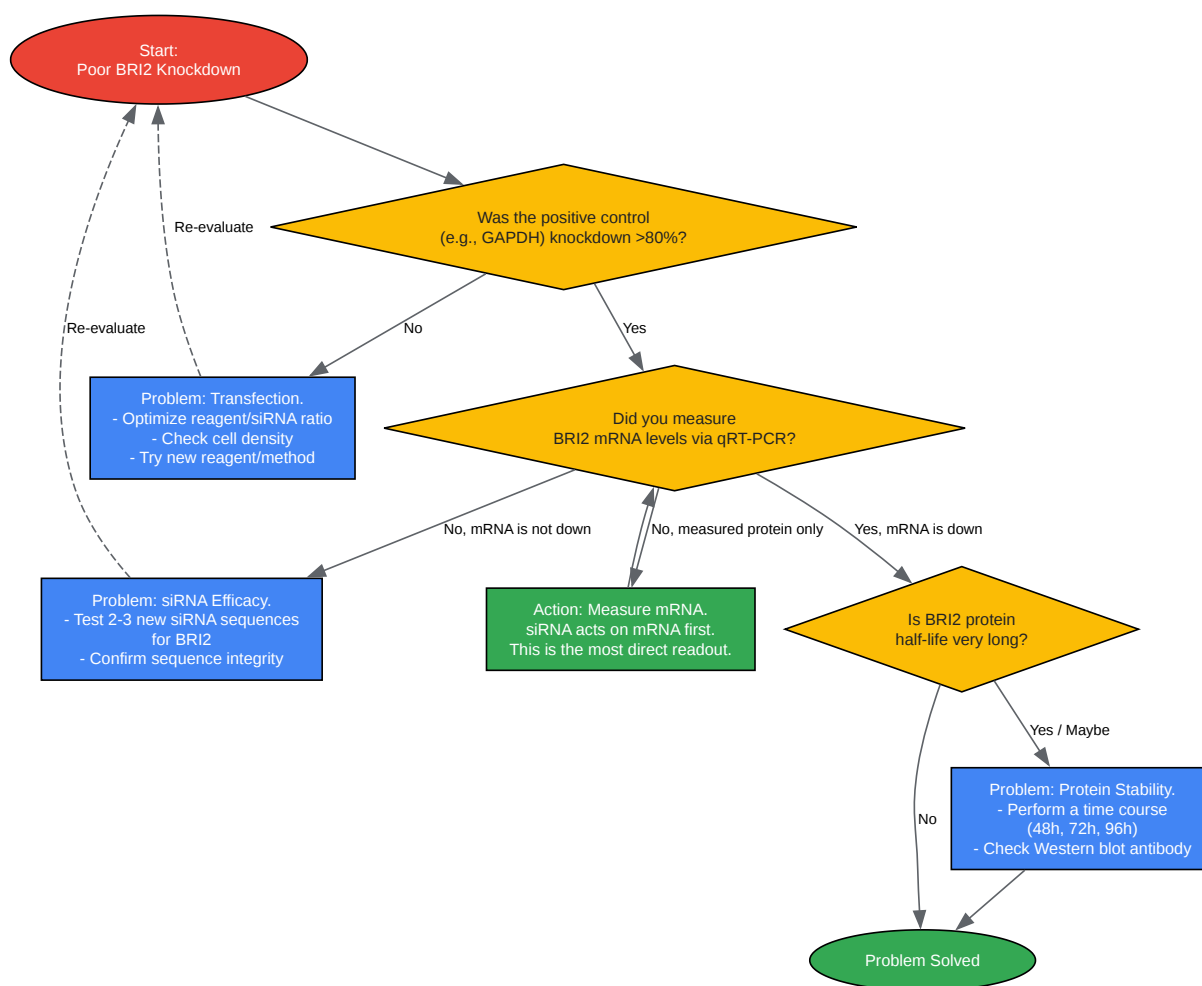 Start:
Poor BRI2 Knockdown
Was the positive control
(e.g., GAPDH) knockdown >80%?
Re-evaluate
Re-evaluate
No
Yes
Problem: Transfection.
- Optimize reagent/siRNA ratio
- Check cell density
- Try new reagent/method
Did you measure
BRI2 mRNA levels via qRT-PCR?
No, mRNA is not down
No, measured protein only
Yes, mRNA is down
Problem: siRNA Efficacy.
- Test 2-3 new siRNA sequences
for BRI2
- Confirm sequence integrity
Action: Measure mRNA.
siRNA acts on mRNA first.
This is the most direct readout.
Is BRI2 protein
half-life very long?
Yes / Maybe
No
Problem: Protein Stability.
- Perform a time course
(48h, 72h, 96h)
- Check Western blot antibody
Problem Solved